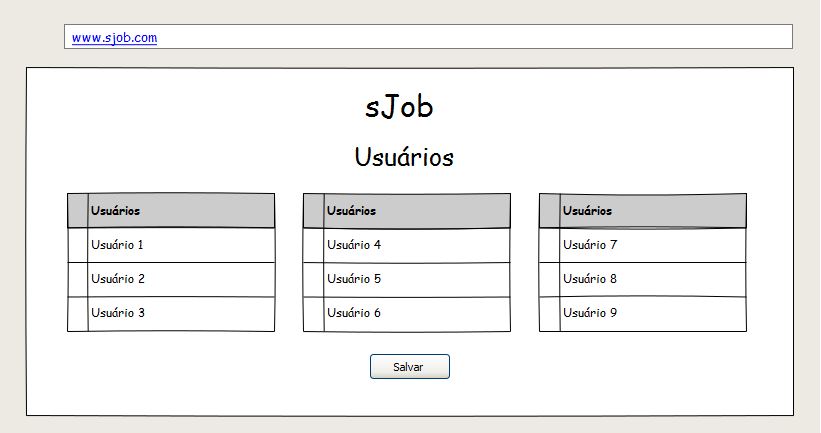 www.sjob.com
sJob
Usuários
Usuários
Usuário 1
Usuário 2
Usuário 3
Usuários
Usuário 4
Usuário 5
Usuário 6
Usuários
Usuário 7
Usuário 8
Usuário 9
Salvar